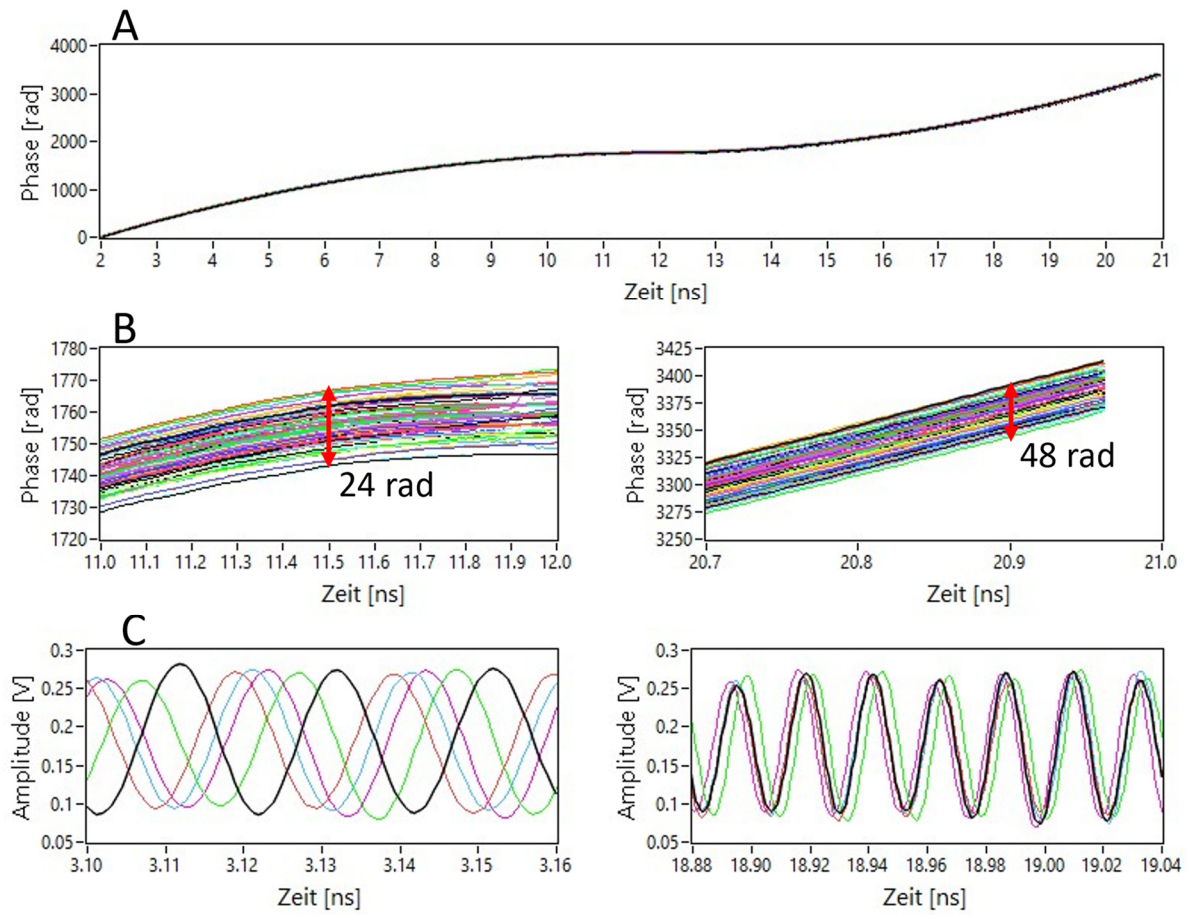 A
4000
3000
2000
1000
0
Phase [rad]
2 3 4 5 6 7 8 9 10 11 12 13 14 15 16 17 18 19 20 21
Zeit [ns]
B
1780
1770
1760
1750
1740
1730
1720
Phase [rad]
24 rad
11.0 11.1 11.2 11.3 11.4 11.5 11.6 11.7 11.8 11.9 12.0
Zeit [ns]
3425
3400
3375
3350
3325
3300
3275
3250
Phase [rad]
48 rad
20.7 20.8 20.9 21.0
Zeit [ns]
C
0.3
0.25
0.2
0.15
0.1
0.05
Amplitude [V]
3.10 3.11 3.12 3.13 3.14 3.15 3.16
Zeit [ns]
0.3
0.25
0.2
0.15
0.1
0.05
Amplitude [V]
18.88 18.90 18.92 18.94 18.96 18.98 19.00 19.02 19.04
Zeit [ns]